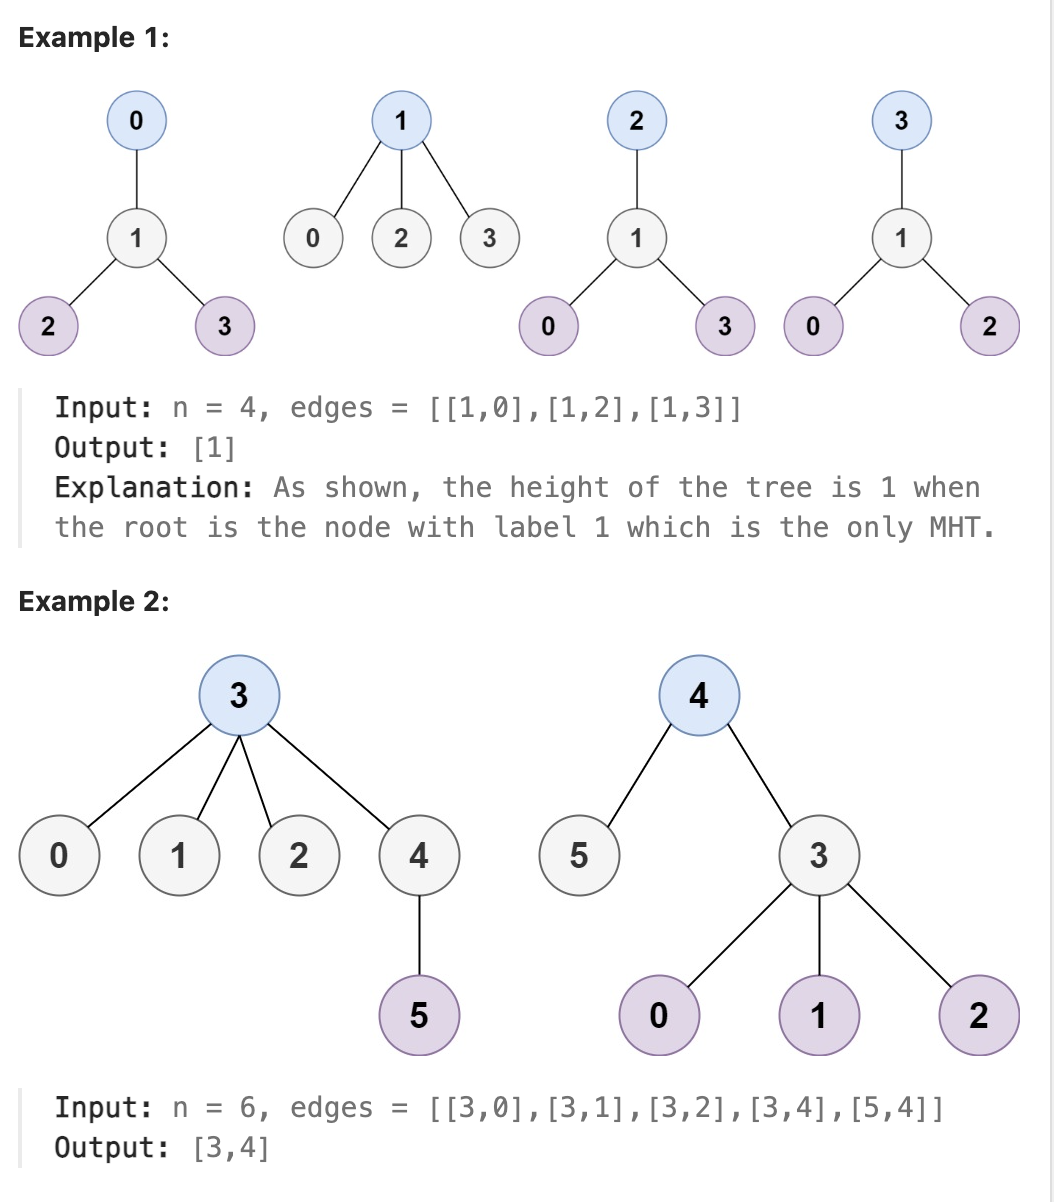 Example 1:
0 1 2 3
1 0 2 3 1 1
2 3 0 3 0 2
Input: n = 4, edges = [[1,0],[1,2],[1,3]]
Output: [1]
Explanation: As shown, the height of the tree is 1 when
the root is the node with label 1 which is the only MHT.
Example 2:
3 4
0 1 2 4 5 3
5 0 1 2
Input: n = 6, edges = [[3,0],[3,1],[3,2],[3,4],[5,4]]
Output: [3,4]